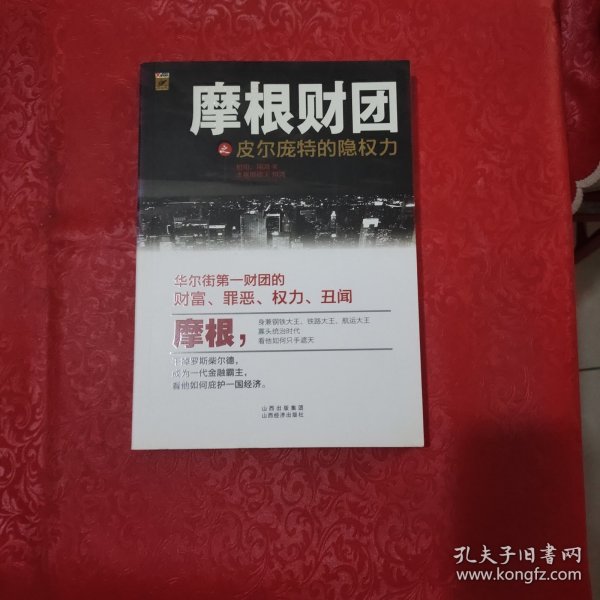 摩根财团
之 皮尔庞特的隐权力
华尔街第一财团的
财富、罪恶、权力、丑闻
摩根，
身兼钢铁大王、铁路大王、航运大王
寡头统治时代
看他如何只手遮天
罗斯柴尔德，
成为一代金融霸主，
看他如何庇护一国经济。
山西出版集团
山西经济出版社
孔夫子旧书网
www.kongfz.com